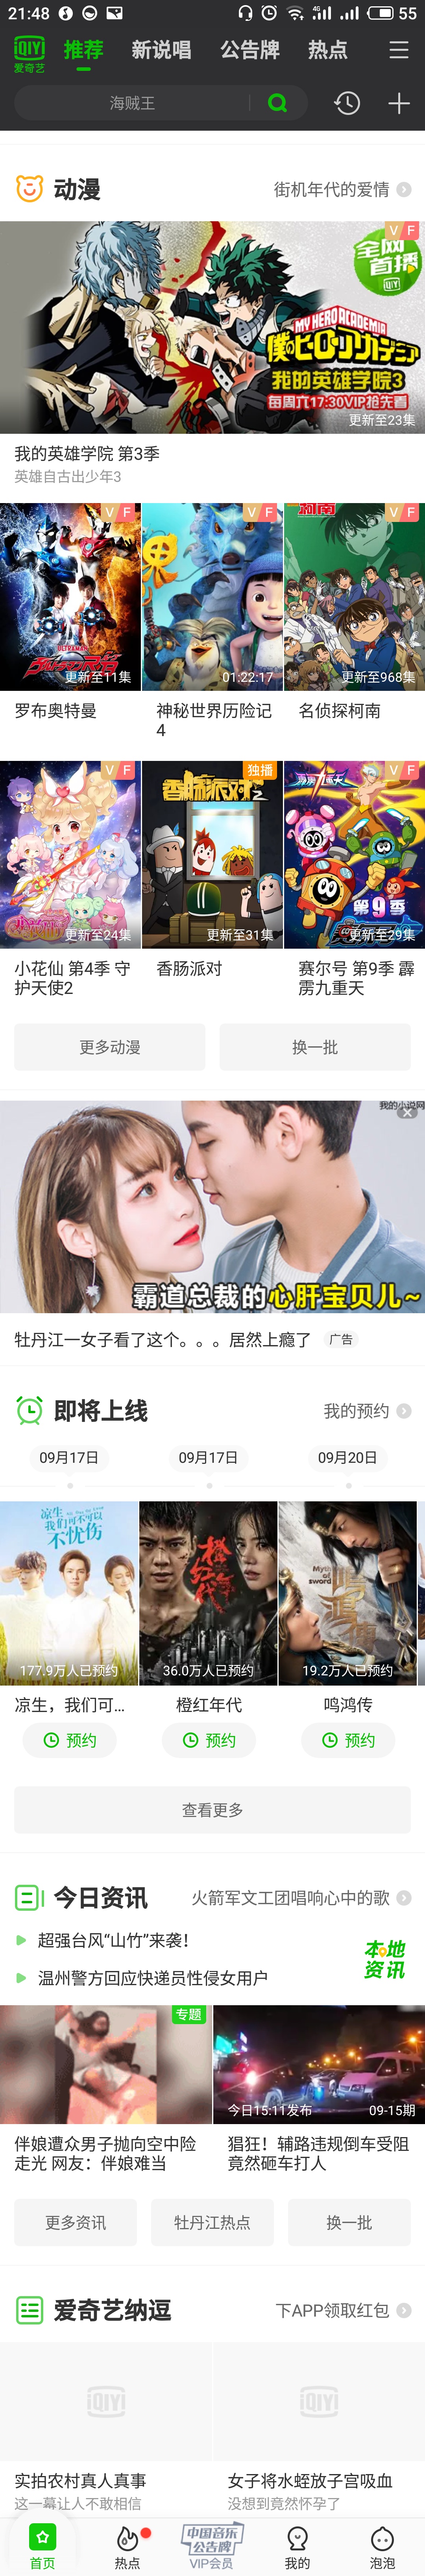 21:48
4G
55
iQIYI
爱奇艺
推荐 新说唱 公告牌 热点
海贼王
动漫
街机年代的爱情
V F
全网
首播
MY HERO ACADEMIA
僕のヒーローアカデミア
我的英雄学院3
每周六17:30VIP抢先看
更新至23集
我的英雄学院 第3季
英雄自古出少年3
V F
V F
V F
ULTRAMAN
更新至11集
01:22:17
更新至968集
罗布奥特曼
神秘世界历险记
4
名侦探柯南
V F
独播
V F
香肠派对2
第9季
更新至24集
更新至31集
更新至29集
小花仙 第4季 守
护天使2
香肠派对
赛尔号 第9季 霹
雳九重天
更多动漫
换一批
我的小说网
霸道总裁的心肝宝贝儿~
牡丹江一女子看了这个。。。居然上瘾了 广告
即将上线
我的预约
09月17日
09月17日
09月20日
凉生
我们可不可以
不忧伤
橙红年代
177.9万人已预约
36.0万人已预约
19.2万人已预约
凉生，我们可...
橙红年代
鸣鸿传
预约
预约
预约
查看更多
今日资讯
火箭军文工团唱响心中的歌
超强台风“山竹”来袭！
温州警方回应快递员性侵女用户
本地
资讯
专题
今日15:11发布
09-15期
伴娘遭众男子抛向空中险
走光 网友：伴娘难当
猖狂！辅路违规倒车受阻
竟然砸车打人
更多资讯
牡丹江热点
换一批
爱奇艺纳逗
下APP领取红包
iQIYI
iQIYI
实拍农村真人真事
这一幕让人不敢相信
女子将水蛭放子宫吸血
没想到竟然怀孕了
首页
热点
中国音乐
公告牌
VIP会员
我的
泡泡